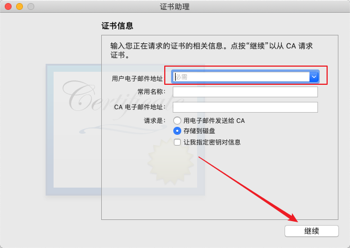 证书助理
证书信息
输入您正在请求的证书的相关信息。点按“继续”以从 CA 请求
证书。
用户电子邮件地址
必需
常用名称：
CA 电子邮件地址：
请求是：
用电子邮件发送给 CA
存储到磁盘
让我指定密钥对信息
Certificate
继续